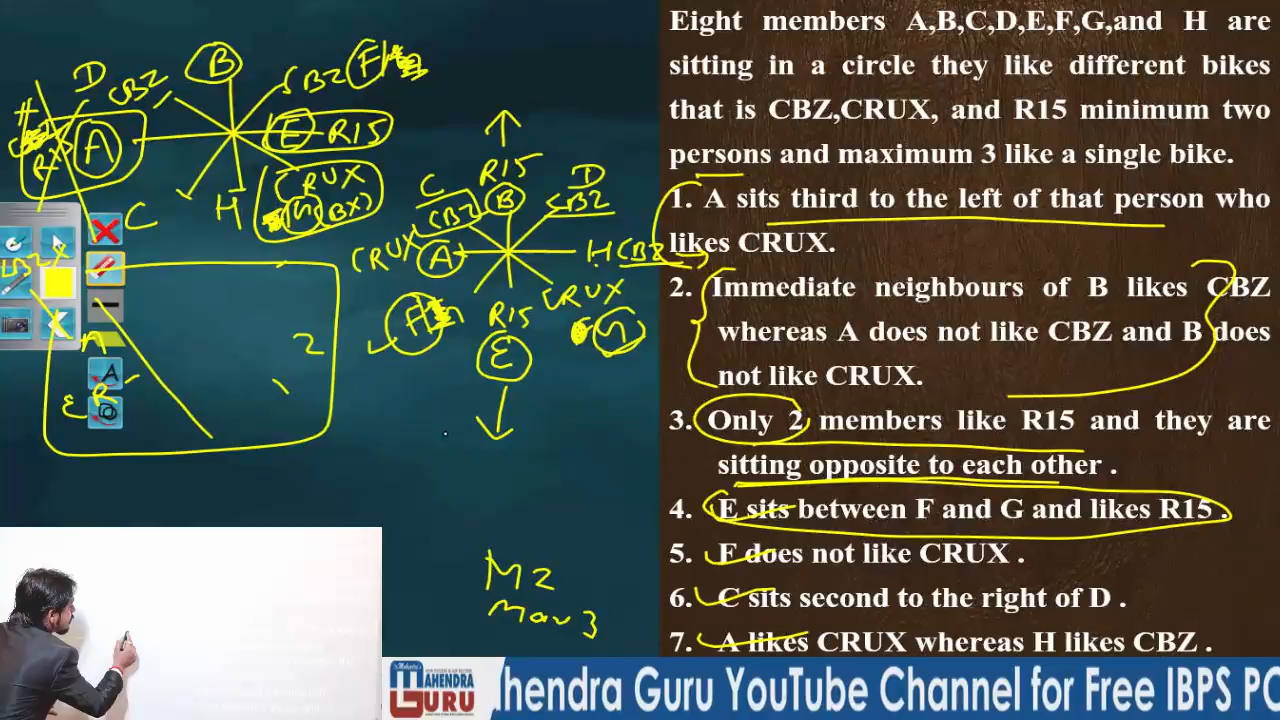 Eight members A,B,C,D,E,F,G,and H are
sitting in a circle they like different bikes
that is CBZ,CRUX, and R15 minimum two
persons and maximum 3 like a single bike.
1. A sits third to the left of that person who
likes CRUX.
2. Immediate neighbours of B likes CBZ
whereas A does not like CBZ and B does
not like CRUX.
3. Only 2 members like R15 and they are
sitting opposite to each other .
4. E sits between F and G and likes R15 .
5. F does not like CRUX .
6. C sits second to the right of D .
7. A likes CRUX whereas H likes CBZ .
D
CBZ
B
CBZ F
A
E R15
CRUX
H
C
2
R15
B
C
CBZ
D
CBZ
CRUX
A
H CBZ
CRUX
R15
E
M2
Max 3
MAHENDRA
GURU
hendra Guru YouTube Channel for Free IBPS PC